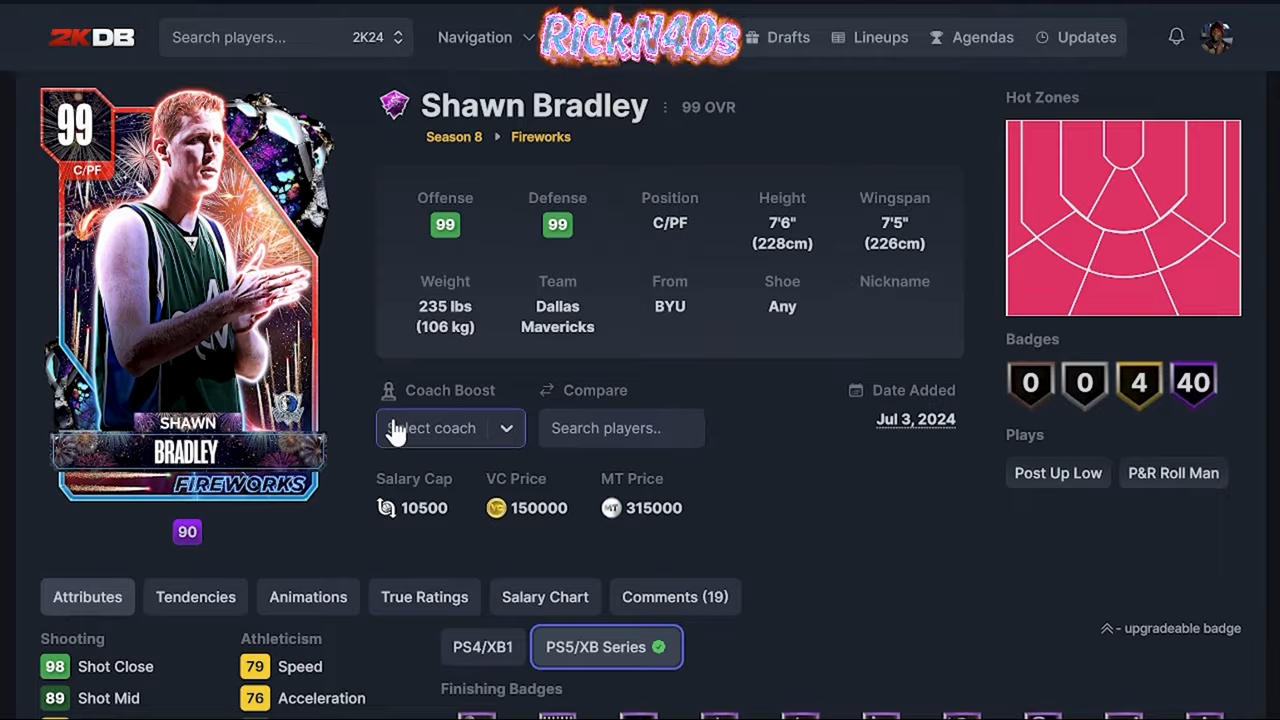 2KDB
Search players...
2K24
Navigation
RickN40s
Drafts
Lineups
Agendas
Updates
99
C/PF
SHAWN
BRADLEY
FIREWORKS
90
Shawn Bradley
99 OVR
Season 8
Fireworks
Offense
Defense
Position
Height
Wingspan
99
99
C/PF
7'6"
(228cm)
7'5"
(226cm)
Weight
Team
From
Shoe
Nickname
235 lbs
(106 kg)
Dallas
Mavericks
BYU
Any
Coach Boost
Compare
Date Added
coach
Search players..
Jul 3, 2024
Salary Cap
VC Price
MT Price
10500
VC
150000
MT
315000
Hot Zones
Badges
0
0
4
40
Plays
Post Up Low
P&R Roll Man
Attributes
Tendencies
Animations
True Ratings
Salary Chart
Comments (19)
- upgradeable badge
Shooting
Athleticism
PS4/XB1
PS5/XB Series
98 Shot Close
79 Speed
89 Shot Mid
76 Acceleration
Finishing Badges